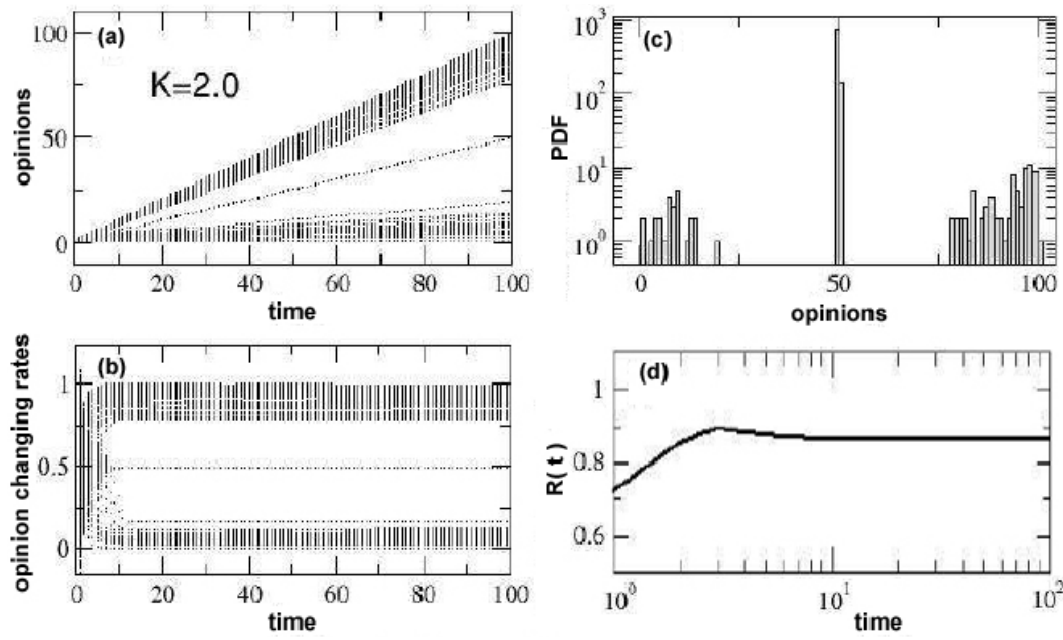 (a)
K=2.0
opinions
100
50
0
0 20 40 60 80 100
time
(b)
opinion changing rates
1
0.5
0
0 20 40 60 80 100
time
(c)
PDF
10³
10²
10¹
10⁰
0 50 100
opinions
(d)
R(t)
1
0.8
0.6
10⁰ 10¹ 10²
time